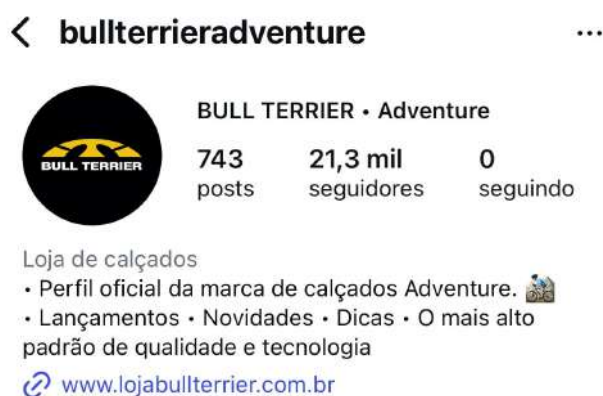 bullterrieradventure
BULL TERRIER
BULL TERRIER • Adventure
743 21,3 mil 0
posts seguidores seguindo
Loja de calçados
• Perfil oficial da marca de calçados Adventure. 🚵
• Lançamentos • Novidades • Dicas • O mais alto
padrão de qualidade e tecnologia
www.lojabullterrier.com.br